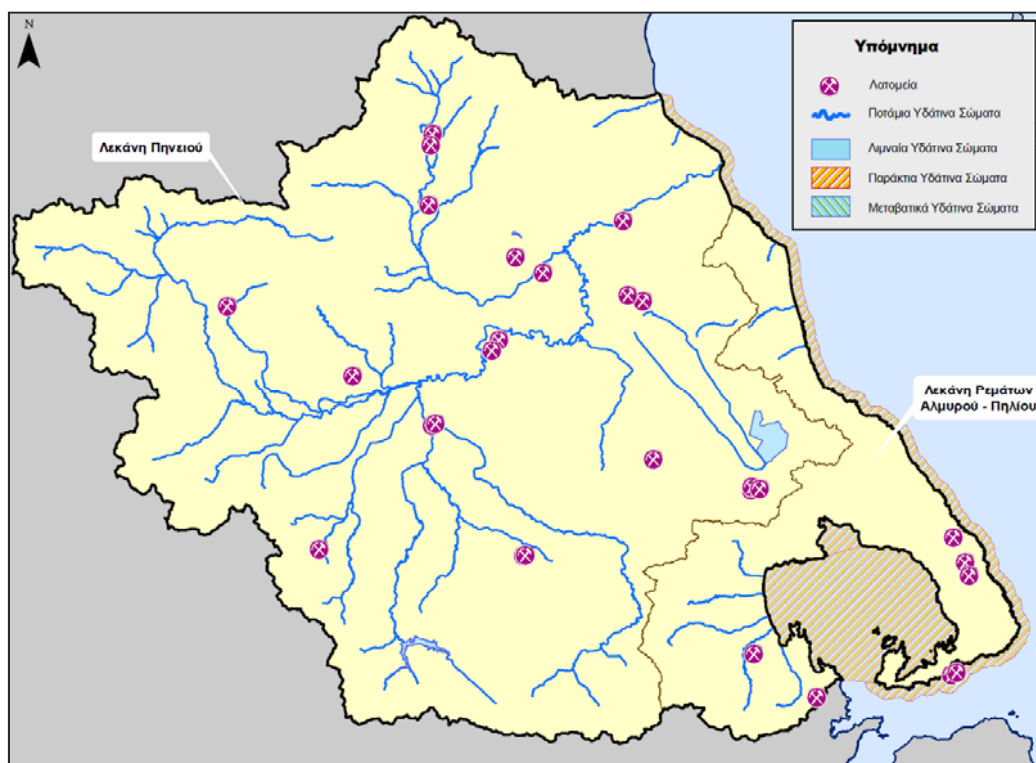 N
Υπόμνημα
Λατομεία
Ποτάμια Υδάτινα Σώματα
Λιμναία Υδάτινα Σώματα
Παράκτια Υδάτινα Σώματα
Μεταβατικά Υδάτινα Σώματα
Λεκάνη Πηνειού
Λεκάνη Ρεμάτων
Αλμυρού - Πηλίου